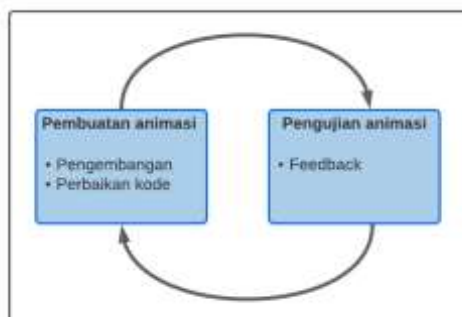 Pembuatan animasi
• Pengembangan
• Perbaikan kode
Pengujian animasi
• Feedback